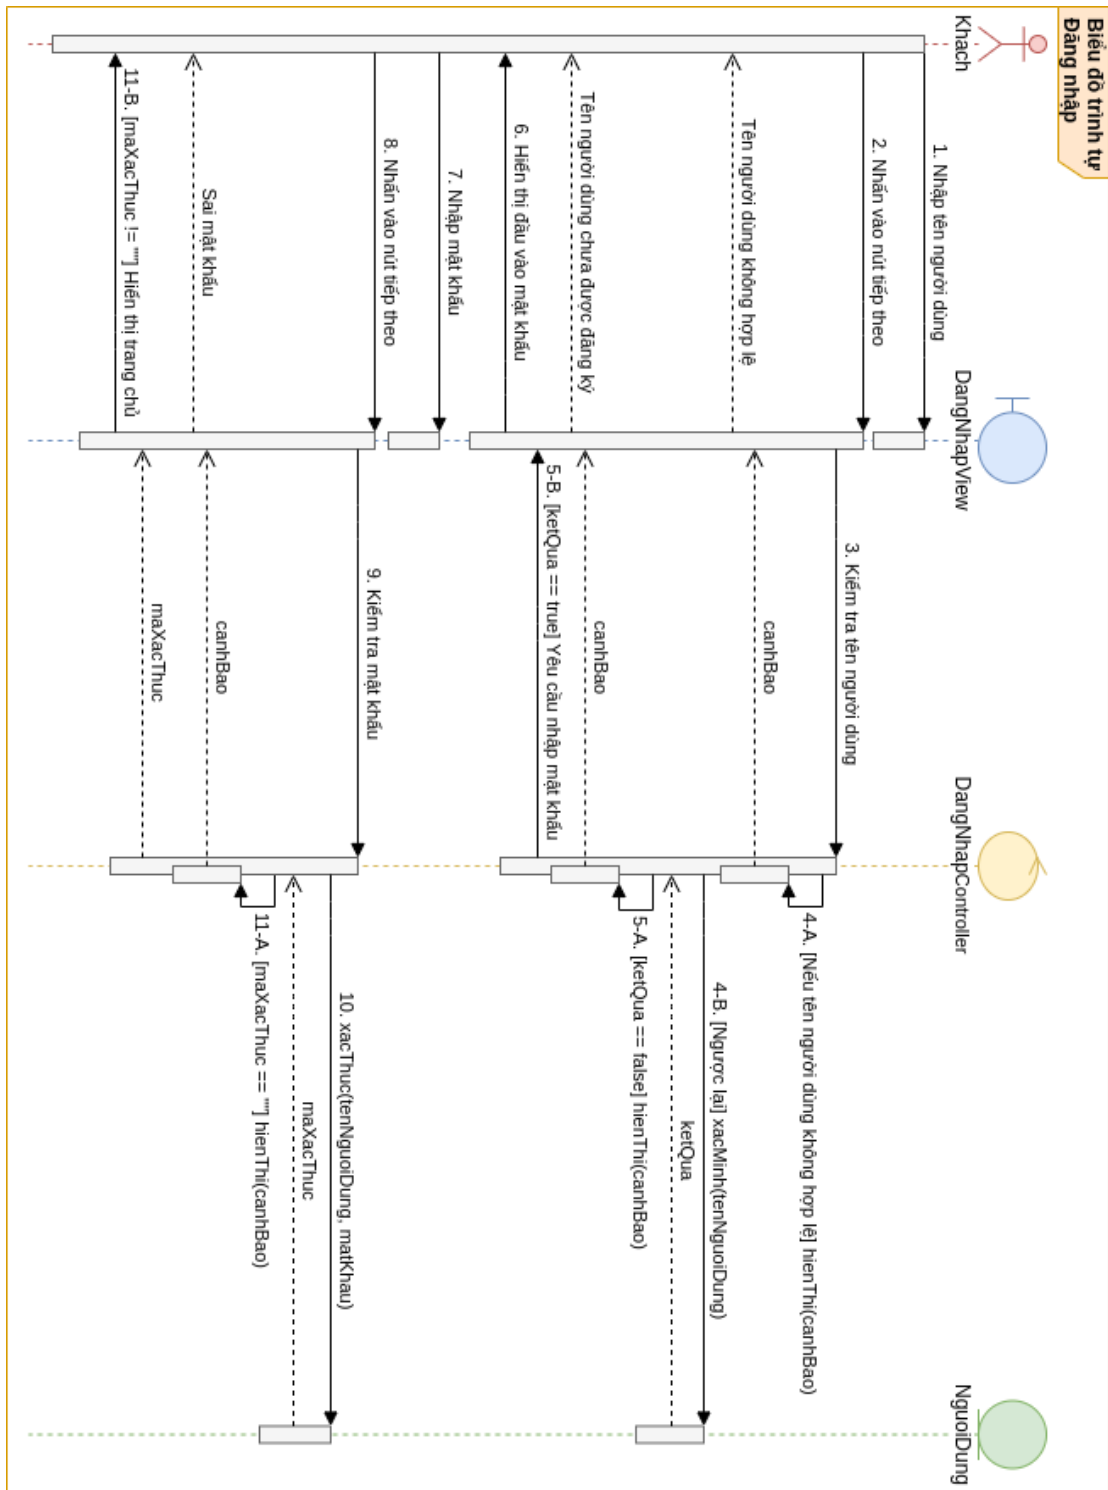 Biểu đồ trình tự
Đăng nhập
Khach
DangNhapView
DangNhapController
NguoiDung
1. Nhập tên người dùng
2. Nhấn vào nút tiếp theo
3. Kiểm tra tên người dùng
4-A. [Nếu tên người dùng không hợp lệ] hienThi(canhBao)
canhBao
Tên người dùng không hợp lệ
4-B. [Ngược lại] xacMinh(tenNguoiDung)
ketQua
5-A. [ketQua == false] hienThi(canhBao)
canhBao
Tên người dùng chưa được đăng ký
5-B. [ketQua == true] Yêu cầu nhập mật khẩu
6. Hiển thị đầu vào mật khẩu
7. Nhập mật khẩu
8. Nhấn vào nút tiếp theo
9. Kiểm tra mật khẩu
10. xacThuc(tenNguoiDung, matKhau)
maXacThuc
11-A. [maXacThuc == ""] hienThi(canhBao)
canhBao
Sai mật khẩu
maXacThuc
11-B. [maXacThuc != ""] Hiển thị trang chủ